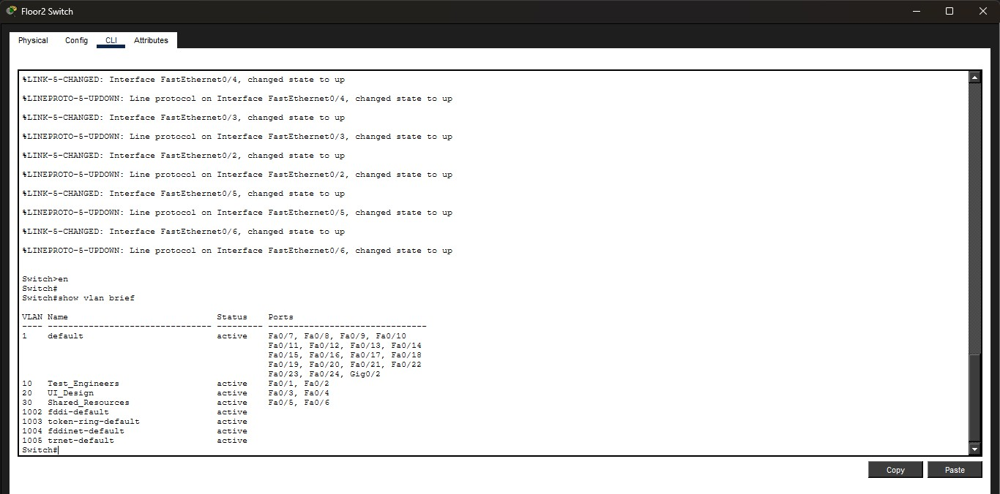 Floor2 Switch
Physical Config CLI Attributes
%LINK-5-CHANGED: Interface FastEthernet0/4, changed state to up
%LINEPROTO-5-UPDOWN: Line protocol on Interface FastEthernet0/4, changed state to up
%LINK-5-CHANGED: Interface FastEthernet0/3, changed state to up
%LINEPROTO-5-UPDOWN: Line protocol on Interface FastEthernet0/3, changed state to up
%LINK-5-CHANGED: Interface FastEthernet0/2, changed state to up
%LINEPROTO-5-UPDOWN: Line protocol on Interface FastEthernet0/2, changed state to up
%LINK-5-CHANGED: Interface FastEthernet0/5, changed state to up
%LINEPROTO-5-UPDOWN: Line protocol on Interface FastEthernet0/5, changed state to up
%LINK-5-CHANGED: Interface FastEthernet0/6, changed state to up
%LINEPROTO-5-UPDOWN: Line protocol on Interface FastEthernet0/6, changed state to up
Switch>en
Switch#
Switch#show vlan brief
VLAN Name                             Status    Ports
---- -------------------------------- --------- -------------------------------
1    default                          active    Fa0/7, Fa0/8, Fa0/9, Fa0/10
                                                Fa0/11, Fa0/12, Fa0/13, Fa0/14
                                                Fa0/15, Fa0/16, Fa0/17, Fa0/18
                                                Fa0/19, Fa0/20, Fa0/21, Fa0/22
                                                Fa0/23, Fa0/24, Gig0/2
10   Test_Engineers                   active    Fa0/1, Fa0/2
20   UI_Design                        active    Fa0/3, Fa0/4
30   Shared_Resources                 active    Fa0/5, Fa0/6
1002 fddi-default                     active
1003 token-ring-default               active
1004 fddinet-default                  active
1005 trnet-default                    active
Switch#
Copy Paste